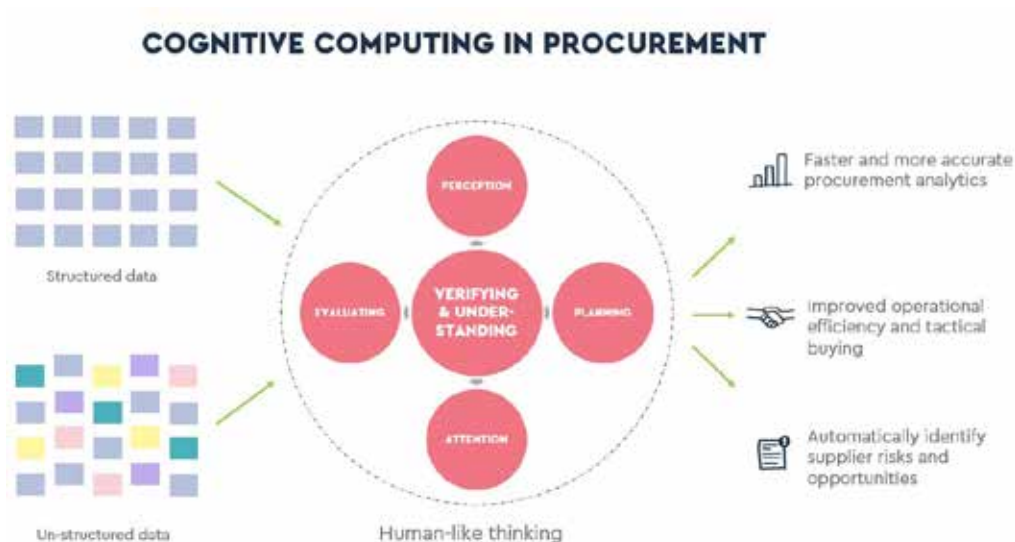 COGNITIVE COMPUTING IN PROCUREMENT
Structured data
Un-structured data
PERCEPTION
EVALUATING
VERIFYING
& UNDER-
STANDING
PLANNING
ATTENTION
Human-like thinking
Faster and more accurate
procurement analytics
Improved operational
efficiency and tactical
buying
Automatically identify
supplier risks and
opportunities